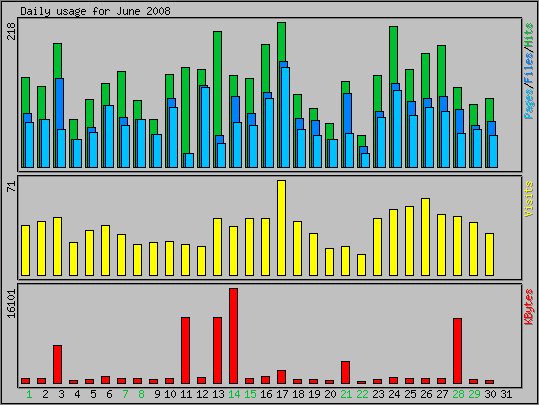 Daily usage for June 2008
218
Pages/Files/Hits
71
Visits
16101
KBytes
1 2 3 4 5 6 7 8 9 10 11 12 13 14 15 16 17 18 19 20 21 22 23 24 25 26 27 28 29 30 31